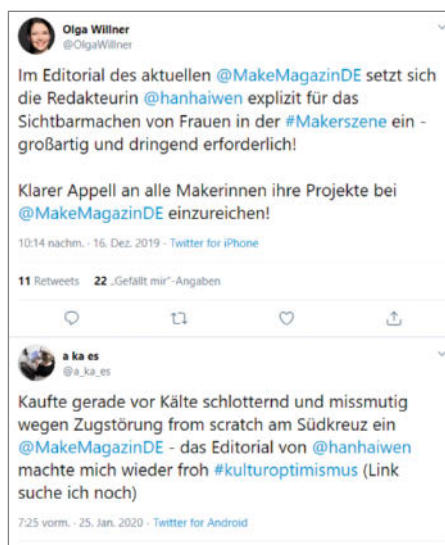 Olga Willner
@OlgaWillner
Im Editorial des aktuellen @MakeMagazinDE setzt sich
die Redakteurin @hanhaiwen explizit für das
Sichtbarmachen von Frauen in der #Makerszene ein -
großartig und dringend erforderlich!
Klarer Appell an alle Makerinnen ihre Projekte bei
@MakeMagazinDE einzureichen!
10:14 nachm. · 16. Dez. 2019 · Twitter for iPhone
11 Retweets 22 „Gefällt mir“-Angaben
a ka es
@a_ka_es
Kaufte gerade vor Kälte schlotternd und missmutig
wegen Zugstörung from scratch am Südkreuz ein
@MakeMagazinDE - das Editorial von @hanhaiwen
machte mich wieder froh #kulturoptimismus (Link
suche ich noch)
7:25 vorm. · 25. Jan. 2020 · Twitter for Android